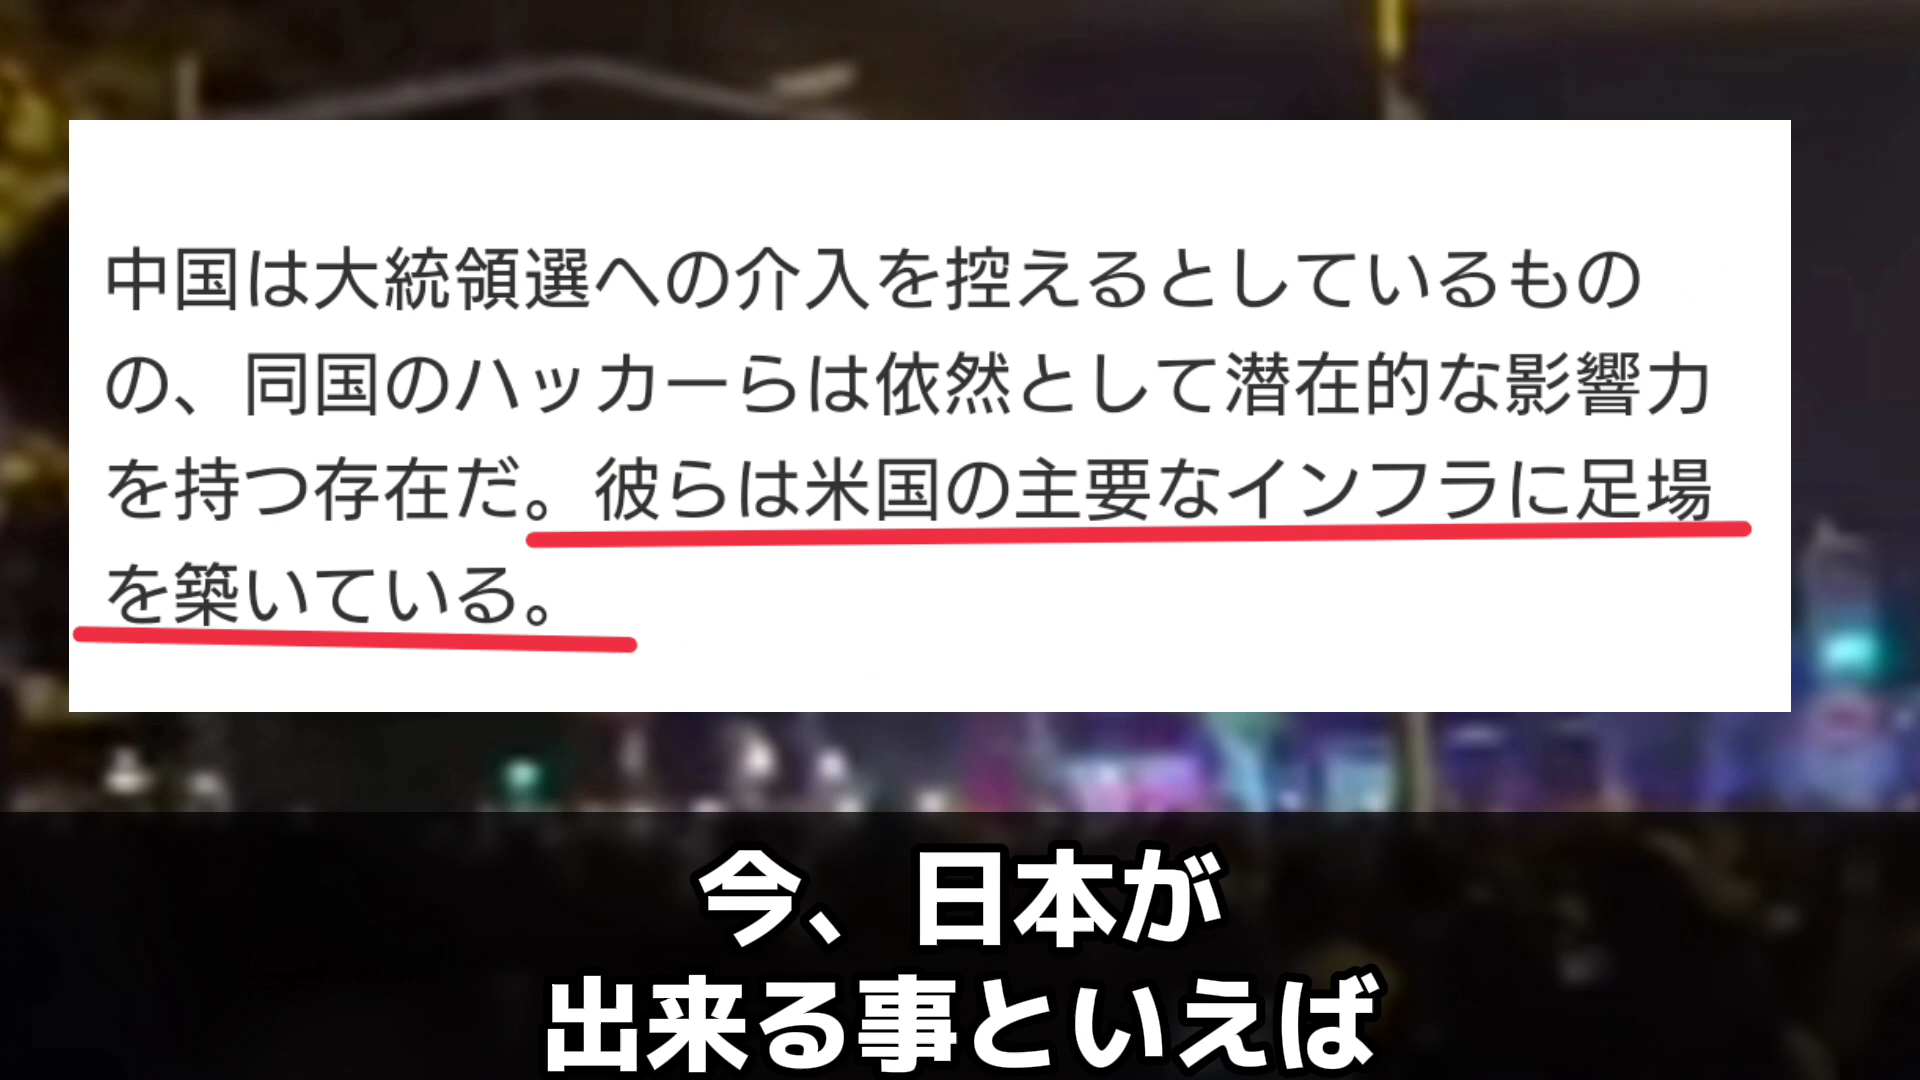 中国は大統領選への介入を控えるとしているもの
の、同国のハッカーらは依然として潜在的な影響力
を持つ存在だ。彼らは米国の主要なインフラに足場
を築いている。
今、日本が
出来る事といえば